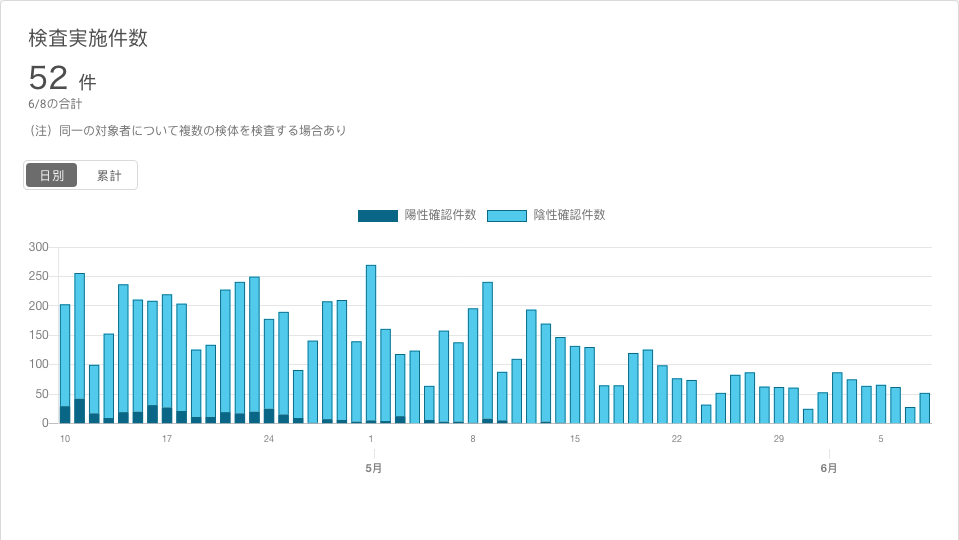 検査実施件数
52 件
6/8の合計
（注）同一の対象者について複数の検体を検査する場合あり
日別 累計
陽性確認件数 陰性確認件数
300
250
200
150
100
50
0
10 17 24 1 8 15 22 29 5
5月 6月